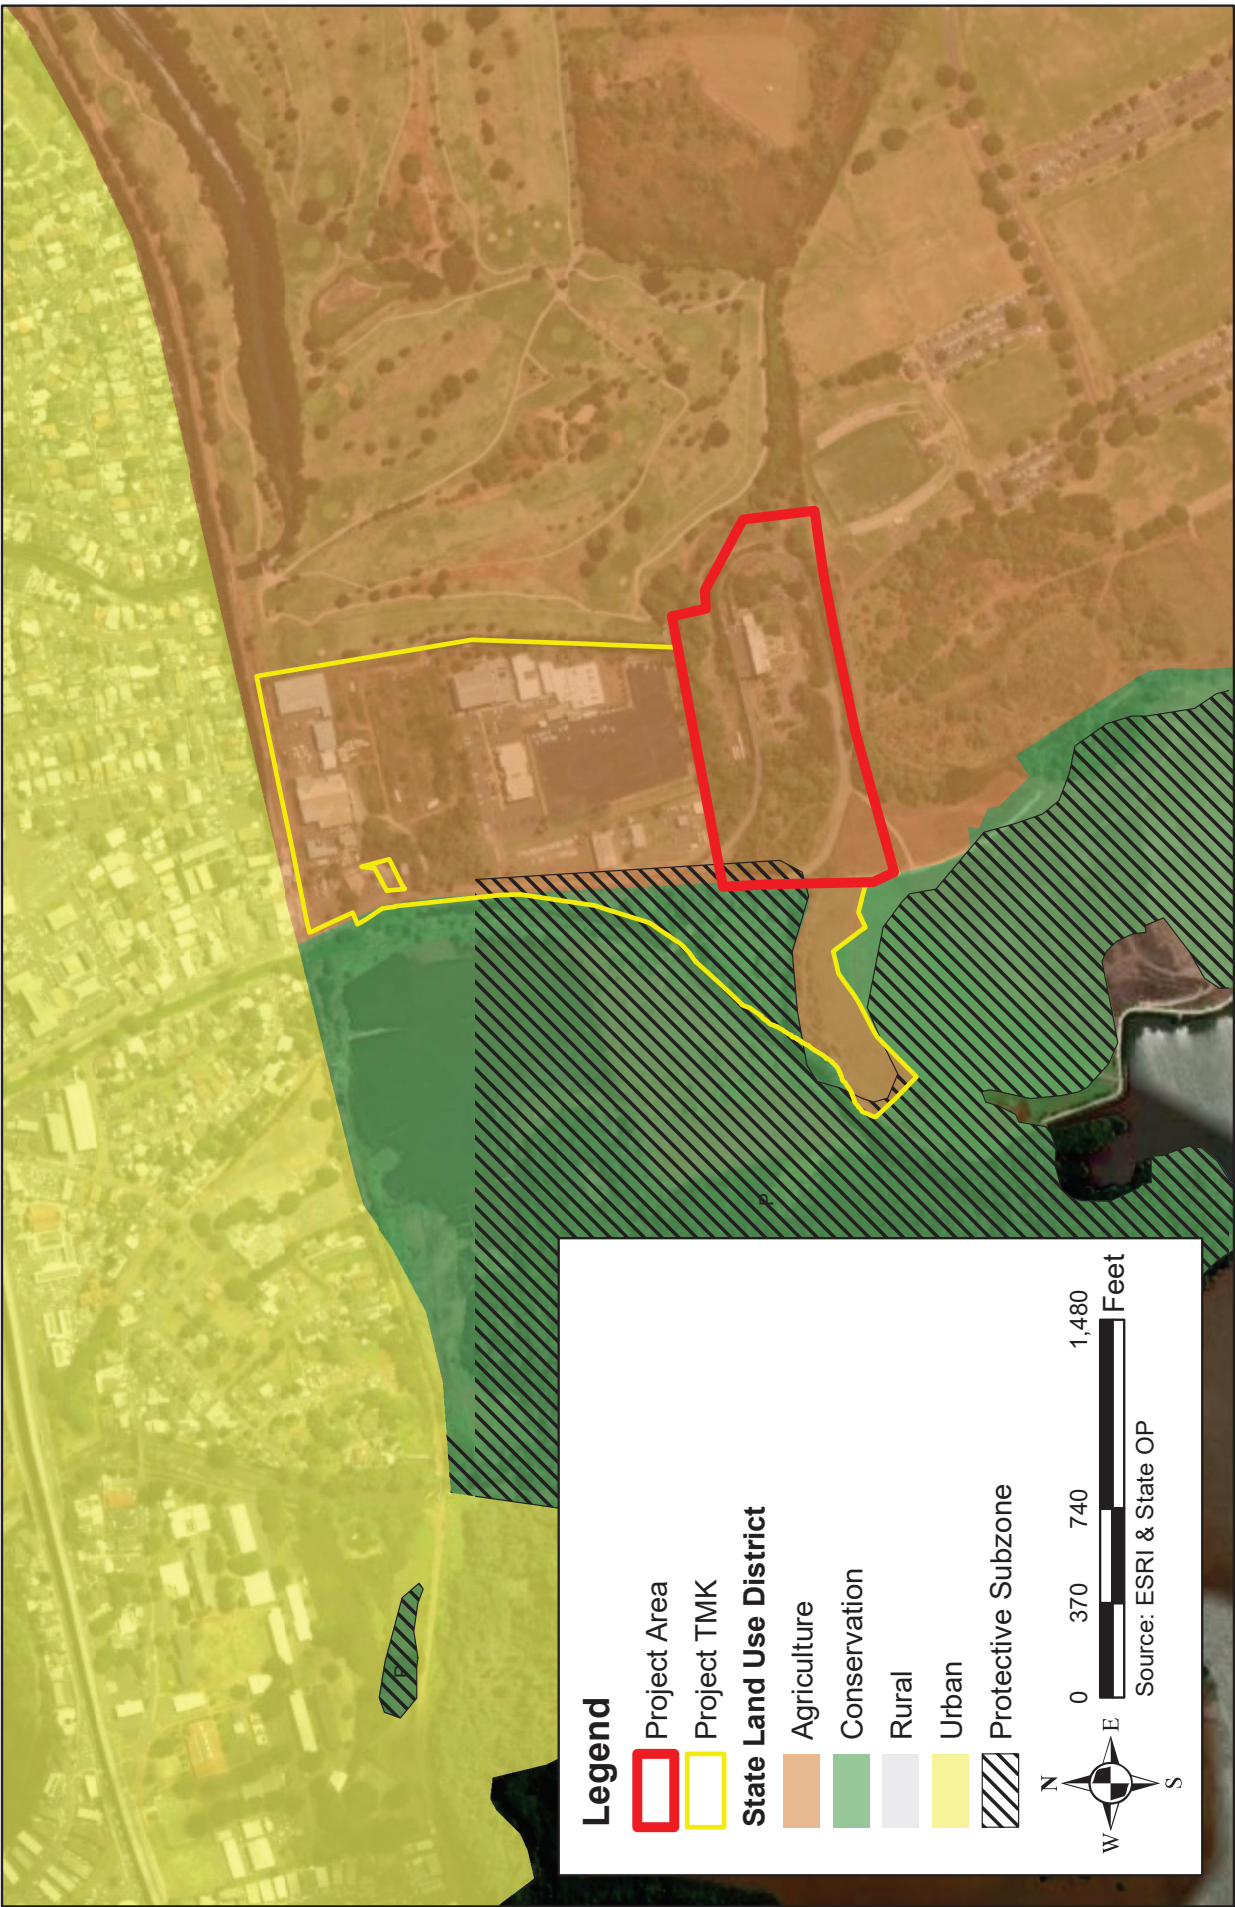 P
P
Legend
Project Area
Project TMK
State Land Use District
Agriculture
Conservation
Rural
Urban
Protective Subzone
N
W E
S
0 370 740 1,480
Feet
Source: ESRI & State OP